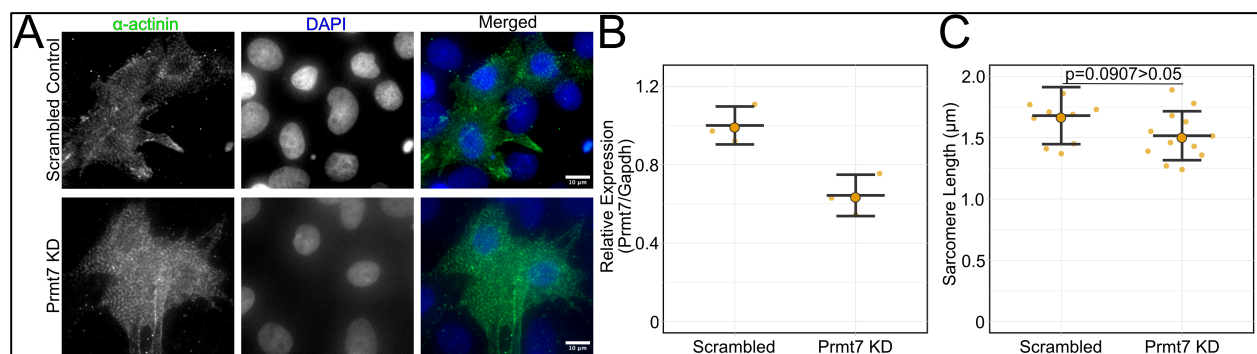 A
α-actinin
DAPI
Merged
Scrambled Control
10 µm
Prmt7 KD
10 µm
B
Relative Expression
(Prmt7/Gapdh)
1.2
0.8
0.4
0
Scrambled
Prmt7 KD
C
Sarcomere Length (µm)
p=0.0907>0.05
2.0
1.5
1.0
0.5
0
Scrambled
Prmt7 KD